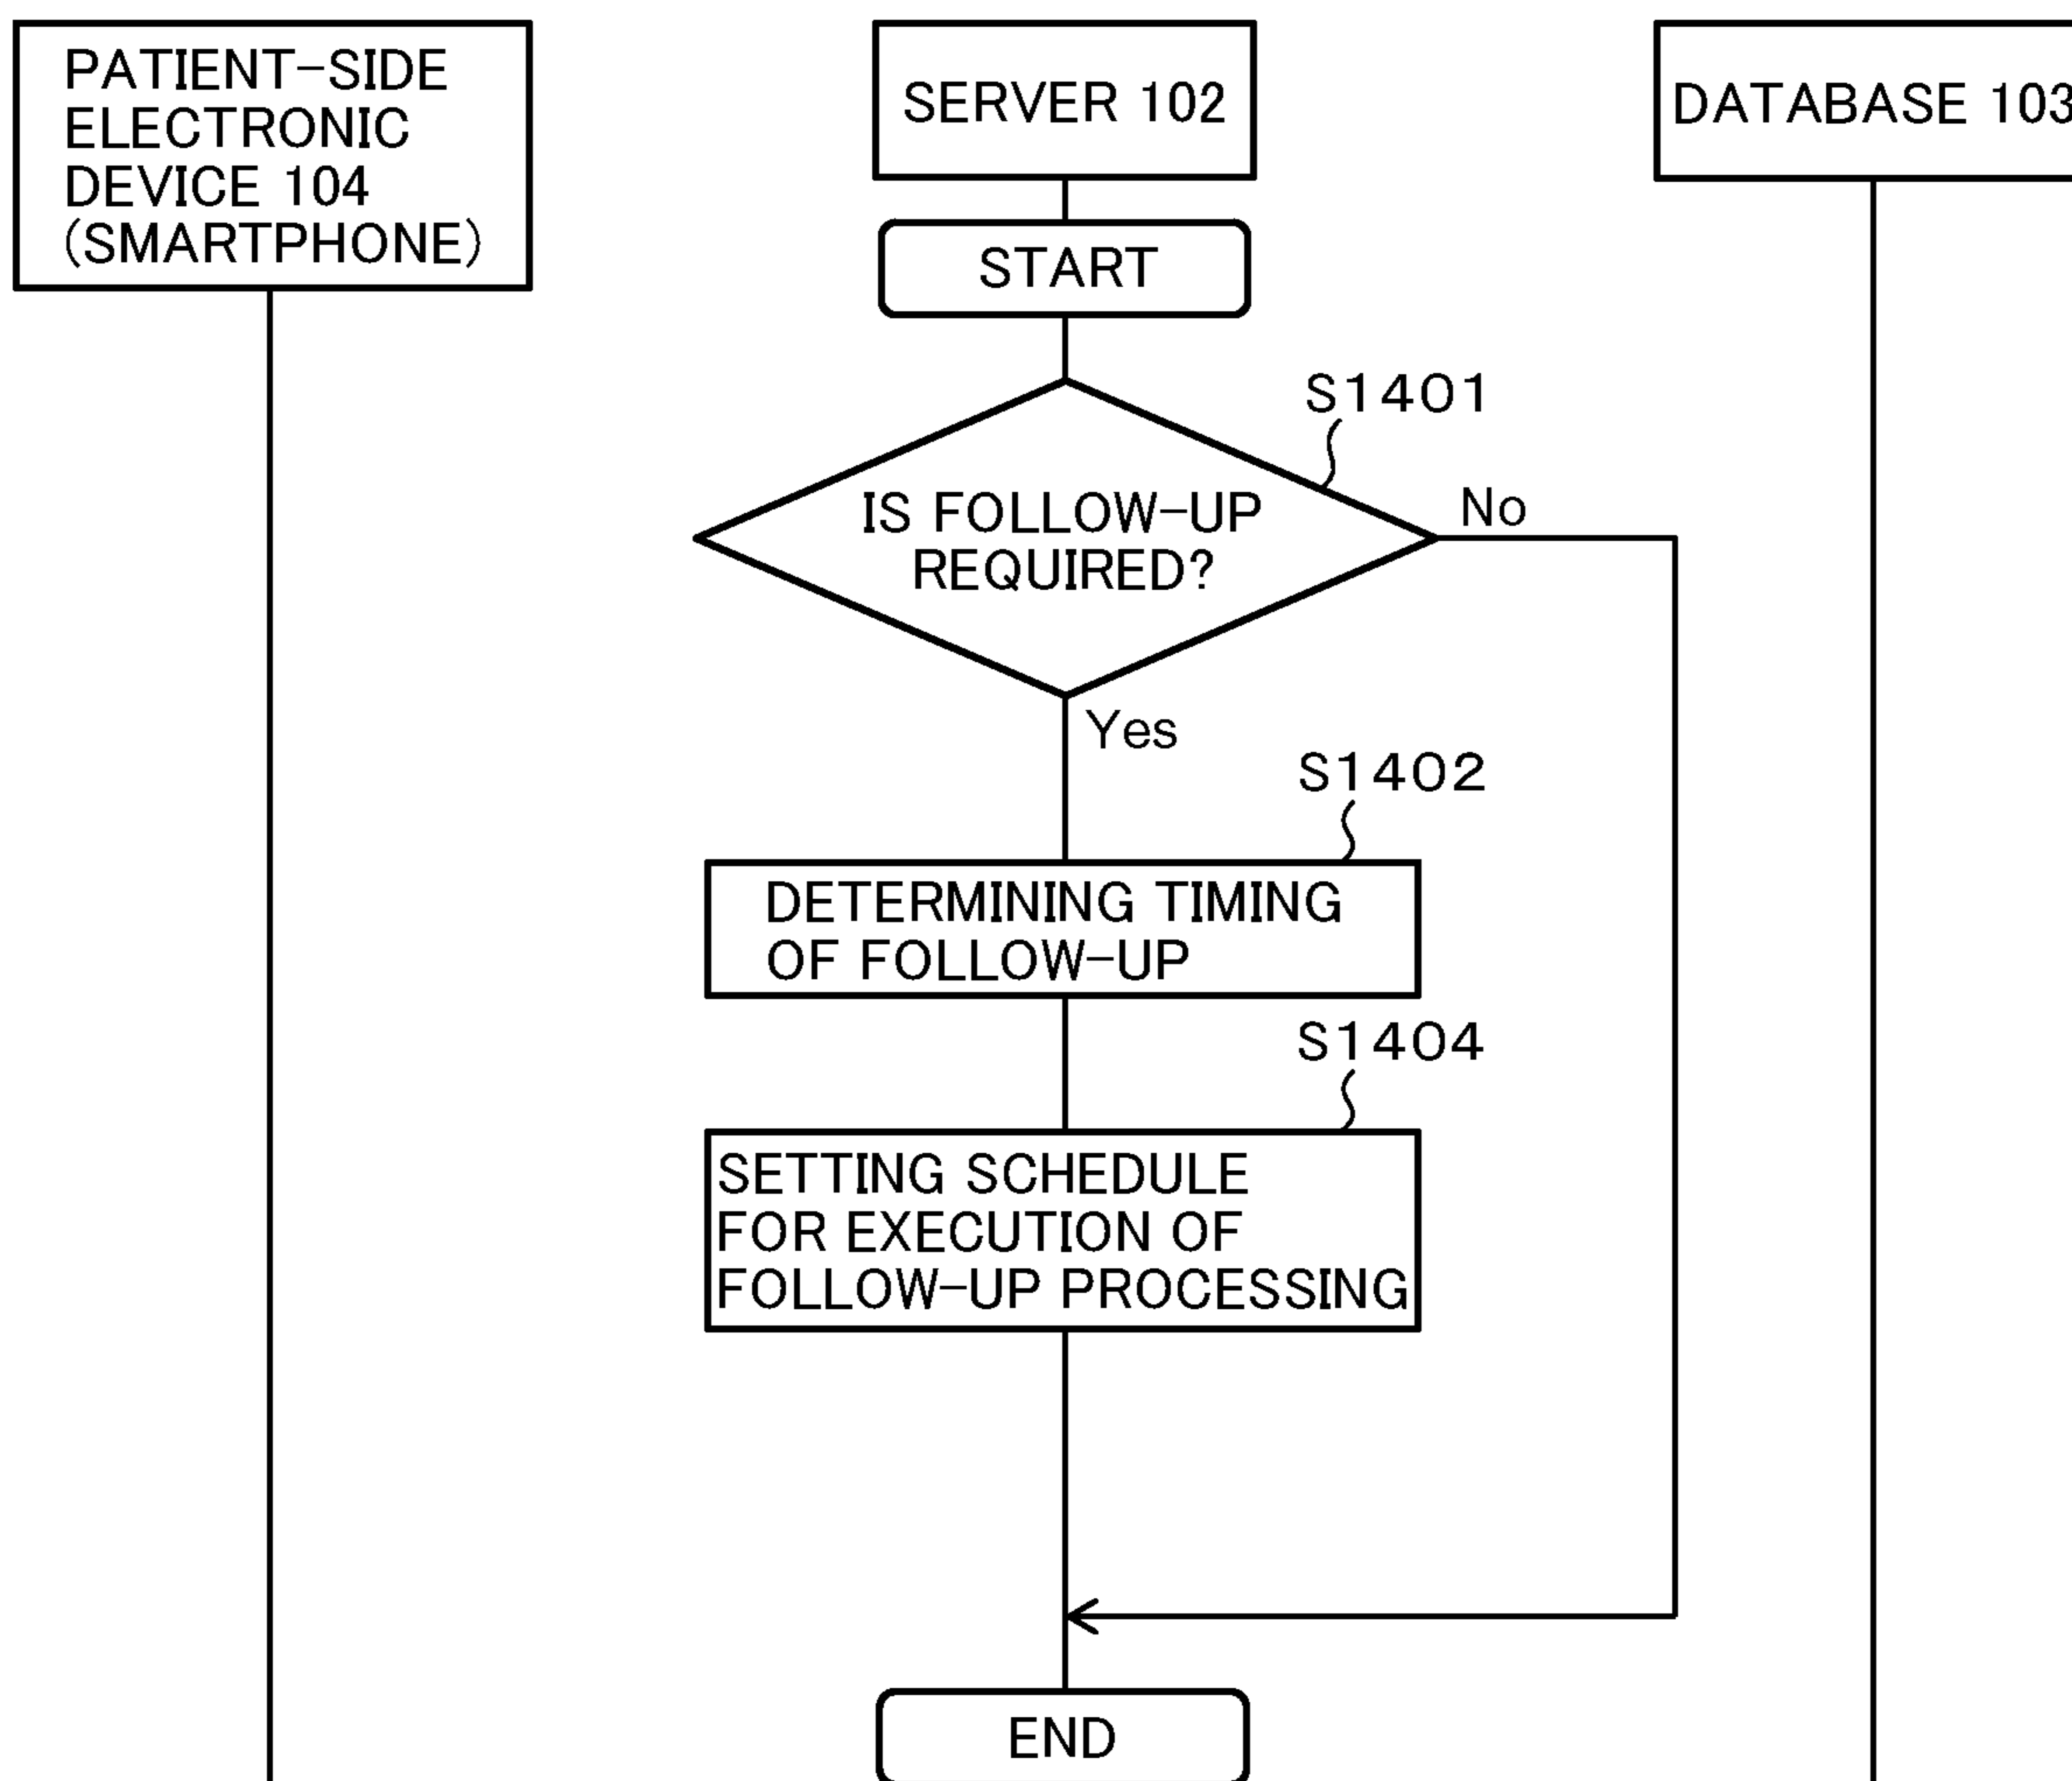 PATIENT-SIDE
ELECTRONIC
DEVICE 104
(SMARTPHONE)
SERVER 102
DATABASE 103
START
S1401
IS FOLLOW-UP
REQUIRED?
No
Yes
S1402
DETERMINING TIMING
OF FOLLOW-UP
S1404
SETTING SCHEDULE
FOR EXECUTION OF
FOLLOW-UP PROCESSING
END